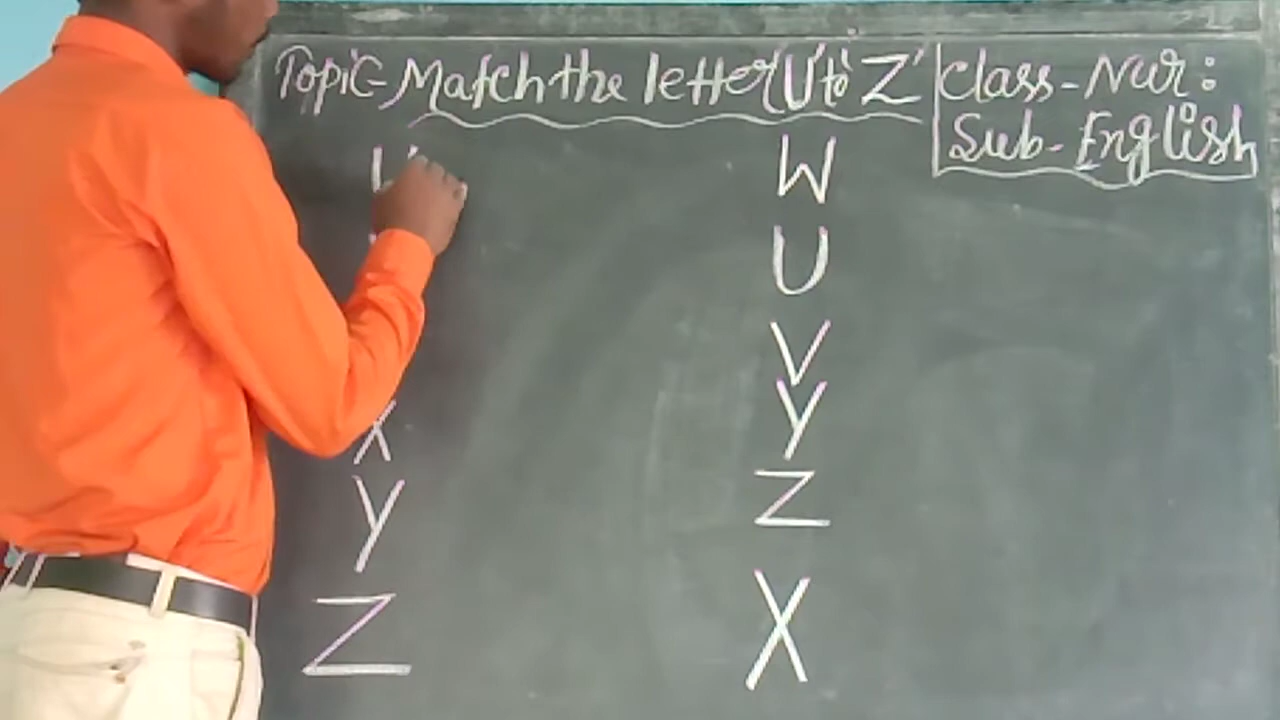 Topic- Match the letter 'U to Z'
Class- Nur:
Sub- English
W
U
V
X
Y
Y
Z
Z
X